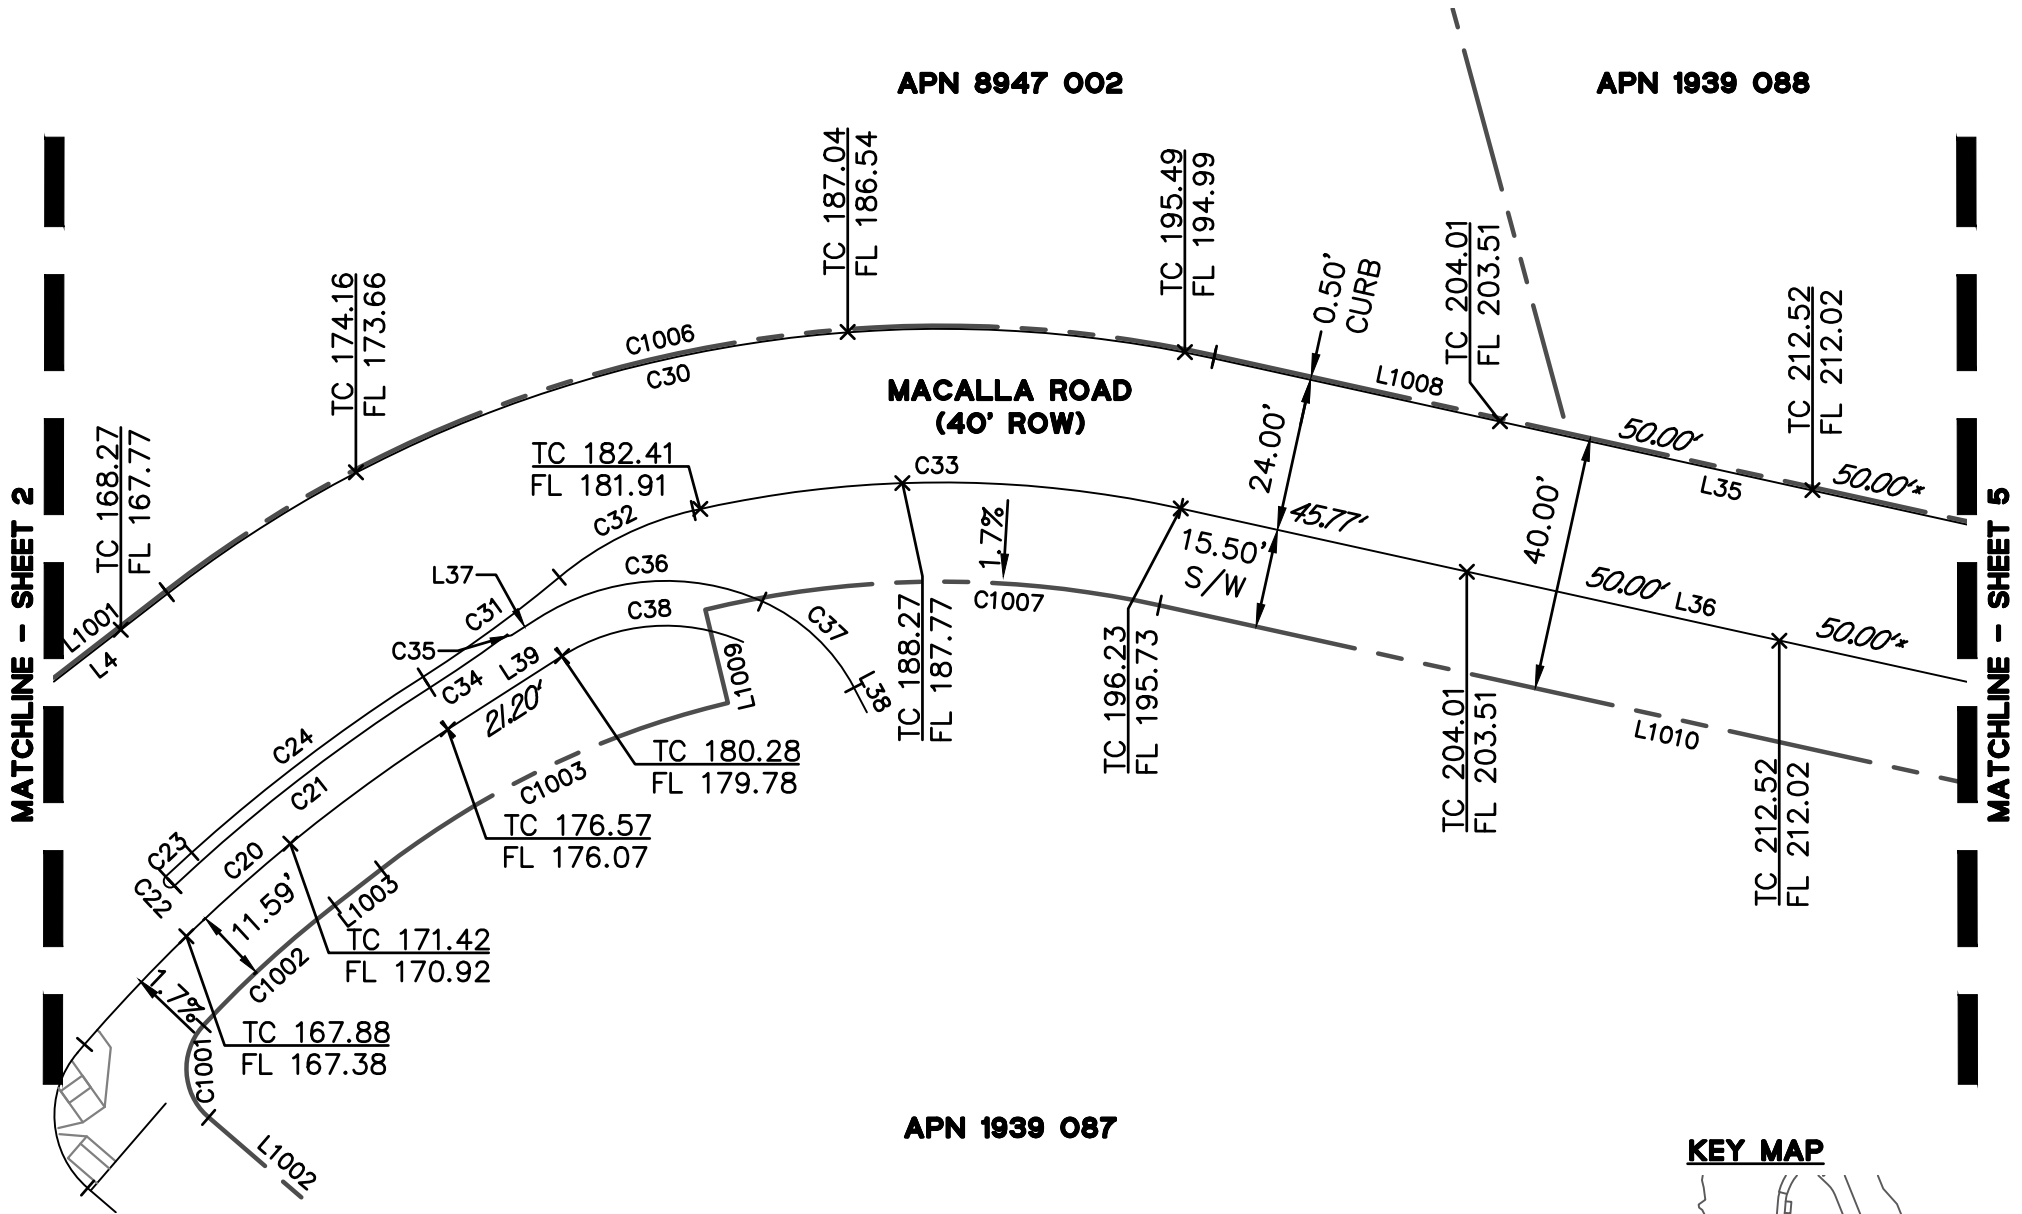 APN 8947 002
APN 1939 088
TC 187.04
FL 186.54
TC 195.49
FL 194.99
TC 204.01
FL 203.51
TC 174.16
FL 173.66
0.50'
CURB
TC 212.52
FL 212.02
C1006
C30
L1008
MACALLA ROAD
(40' ROW)
TC 168.27
FL 167.77
TC 182.41
FL 181.91
C33
24.00'
50.00'
L35
50.00'*
MATCHLINE - SHEET 2
MATCHLINE - SHEET 5
C32
1.7%
45.77'
15.50'
S/W
40.00'
L37
C36
C31
C38
C1007
50.00'
L36
50.00'*
L1001
L4
C35
C37
L39
C34
21.20'
L1009
L38
TC 188.27
FL 187.77
TC 196.23
FL 195.73
TC 204.01
FL 203.51
L1010
C24
TC 180.28
FL 179.78
C21
C1003
TC 212.52
FL 212.02
TC 176.57
FL 176.07
C23
C20
C22
11.59'
L1003
TC 171.42
FL 170.92
C1002
1.7%
TC 167.88
FL 167.38
C1001
L1002
APN 1939 087
KEY MAP